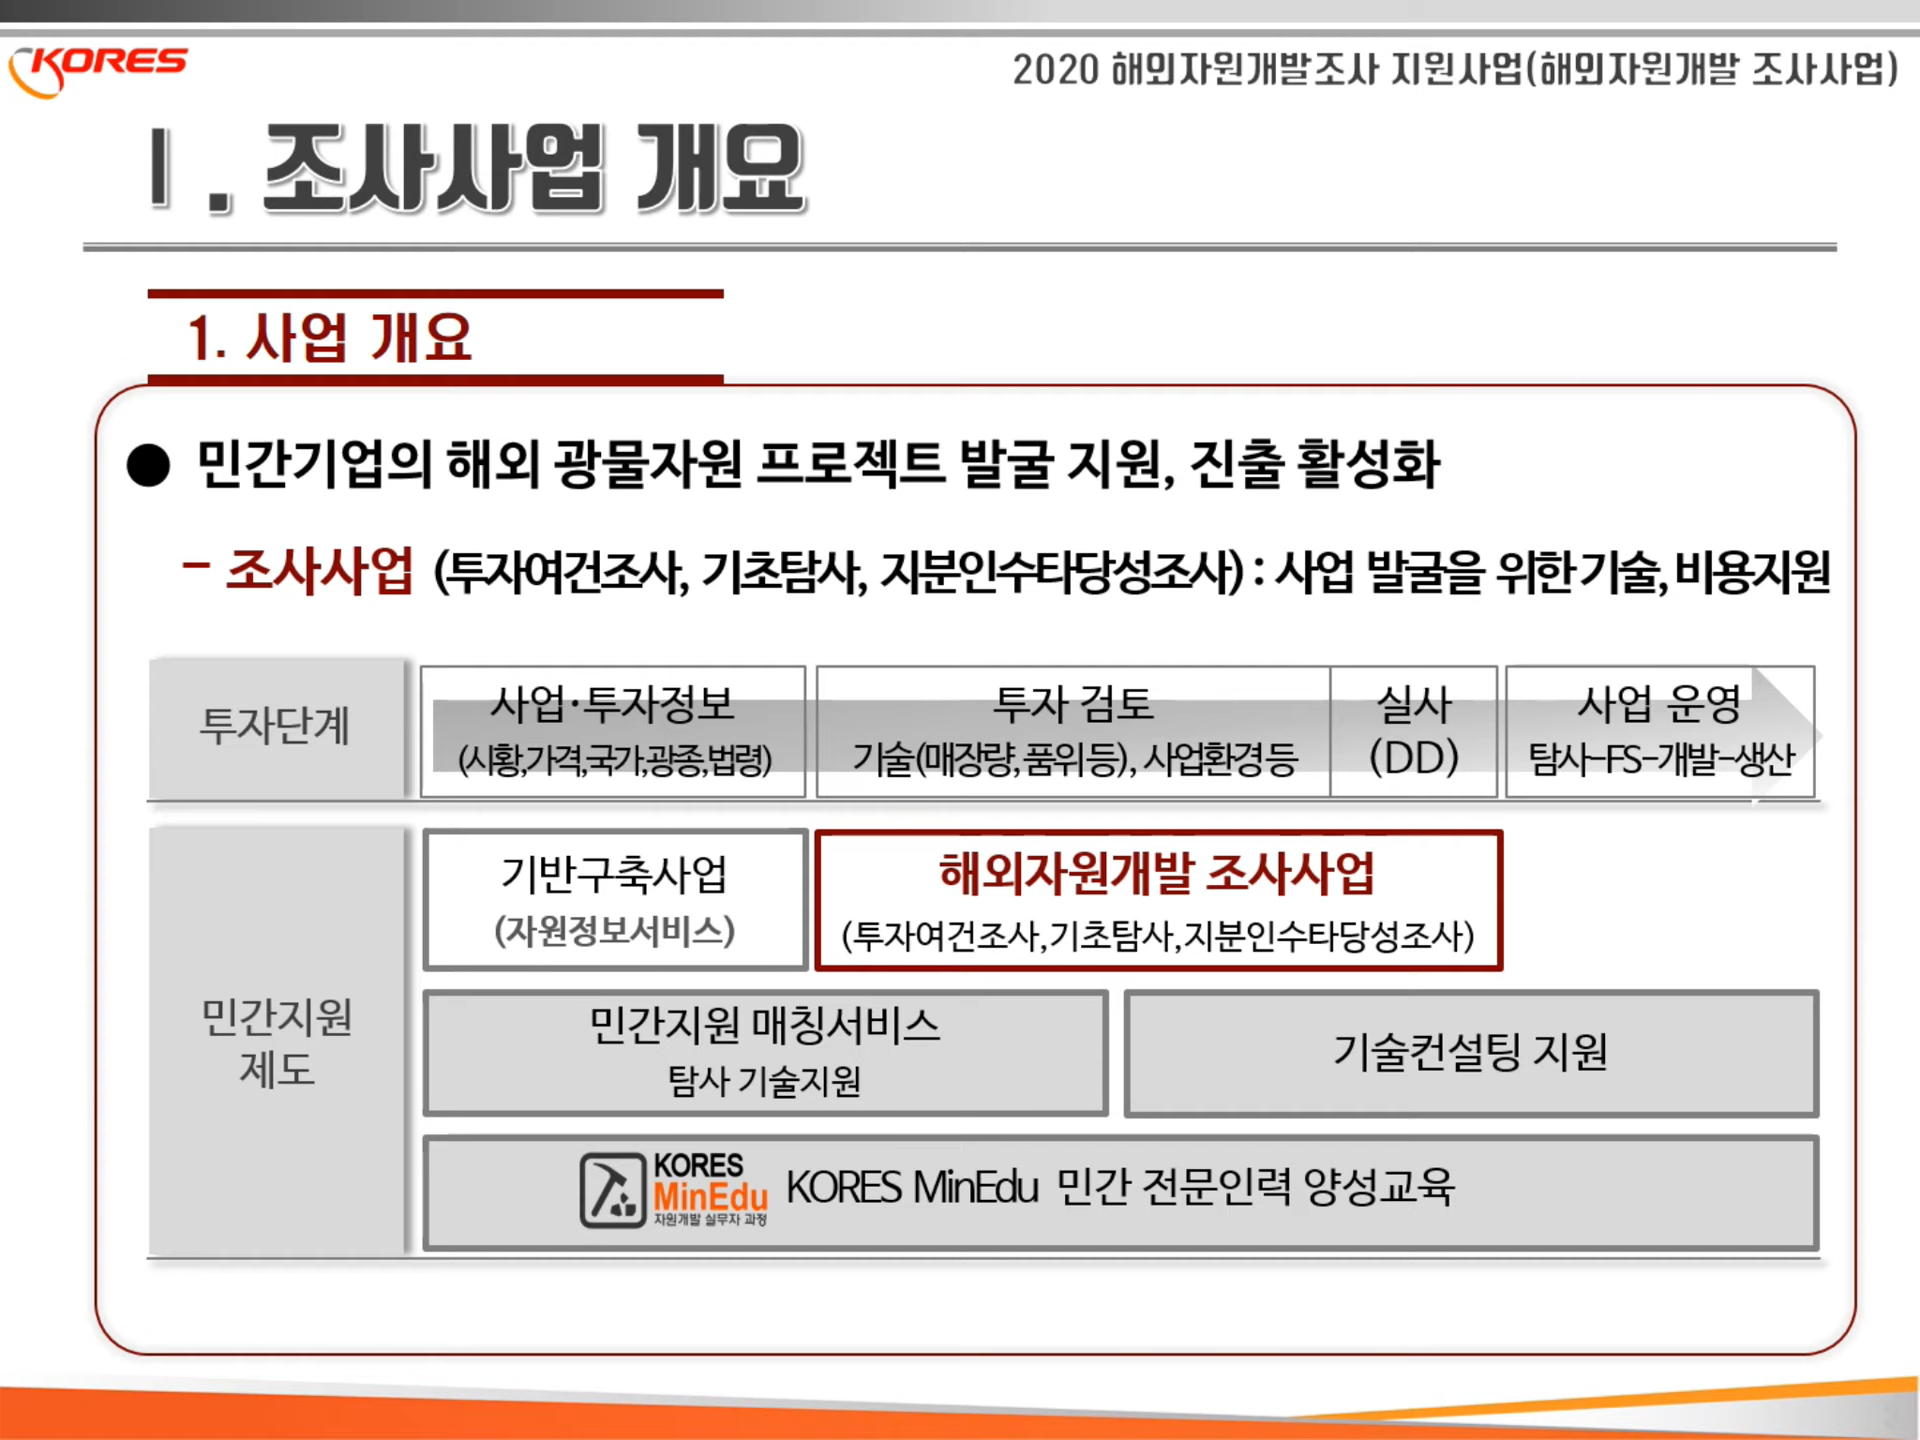 KORES
2020 해외자원개발조사 지원사업(해외자원개발 조사사업)
Ⅰ. 조사사업 개요
1. 사업 개요
● 민간기업의 해외 광물자원 프로젝트 발굴 지원, 진출 활성화
- 조사사업 (투자여건조사, 기초탐사, 지분인수타당성조사) : 사업 발굴을 위한 기술, 비용지원
투자단계
사업·투자정보
(시황,가격,국가,광종,법령)
투자 검토
기술(매장량,품위 등), 사업환경 등
실사
(DD)
사업 운영
탐사-FS-개발-생산
민간지원
제도
기반구축사업
(자원정보서비스)
해외자원개발 조사사업
(투자여건조사,기초탐사,지분인수타당성조사)
민간지원 매칭서비스
탐사 기술지원
기술컨설팅 지원
KORES
MinEdu
자원개발 실무자 과정
KORES MinEdu 민간 전문인력 양성교육